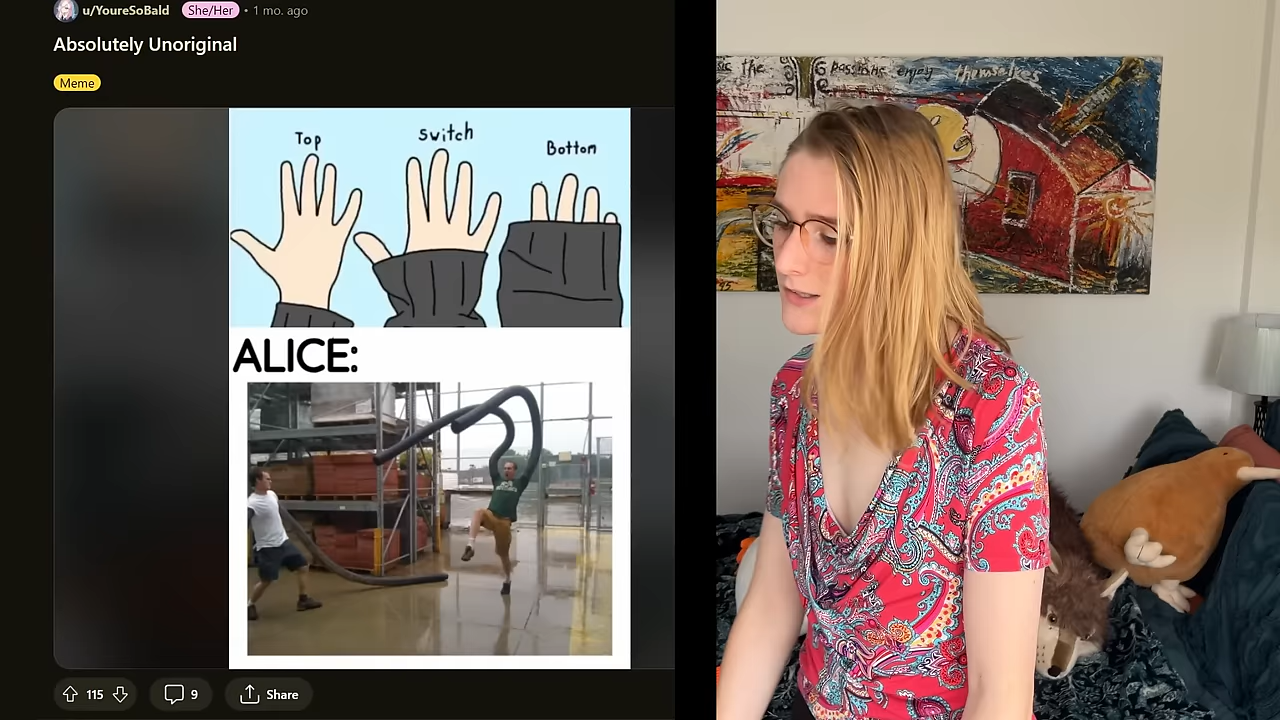 u/YoureSoBald She/Her • 1 mo. ago
Absolutely Unoriginal
Meme
Top
Switch
Bottom
ALICE:
115
9
Share
the
passions enjoy themselves